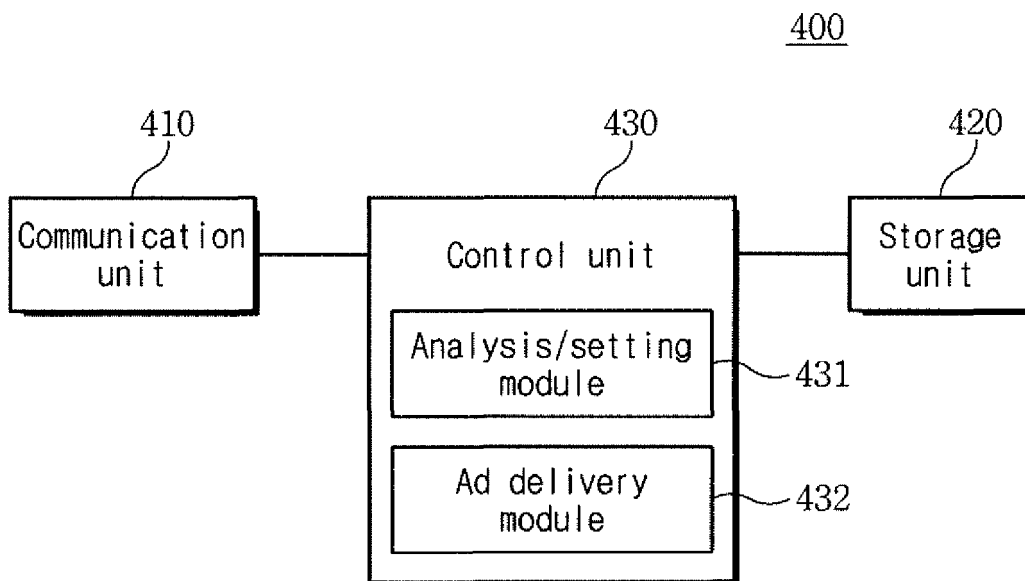 400
410
430
420
Communication
unit
Control unit
Storage
unit
Analysis/setting
module
431
Ad delivery
module
432